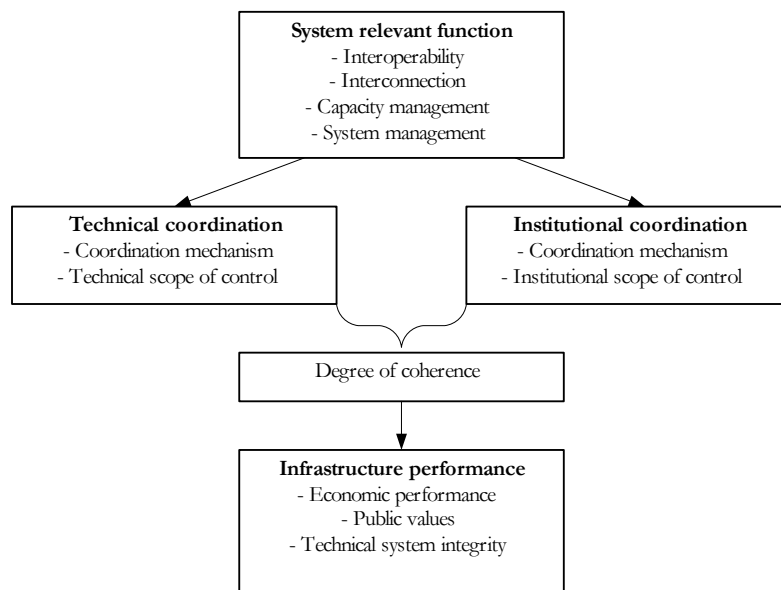 System relevant function
- Interoperability
- Interconnection
- Capacity management
- System management
Technical coordination
- Coordination mechanism
- Technical scope of control
Institutional coordination
- Coordination mechanism
- Institutional scope of control
Degree of coherence
Infrastructure performance
- Economic performance
- Public values
- Technical system integrity